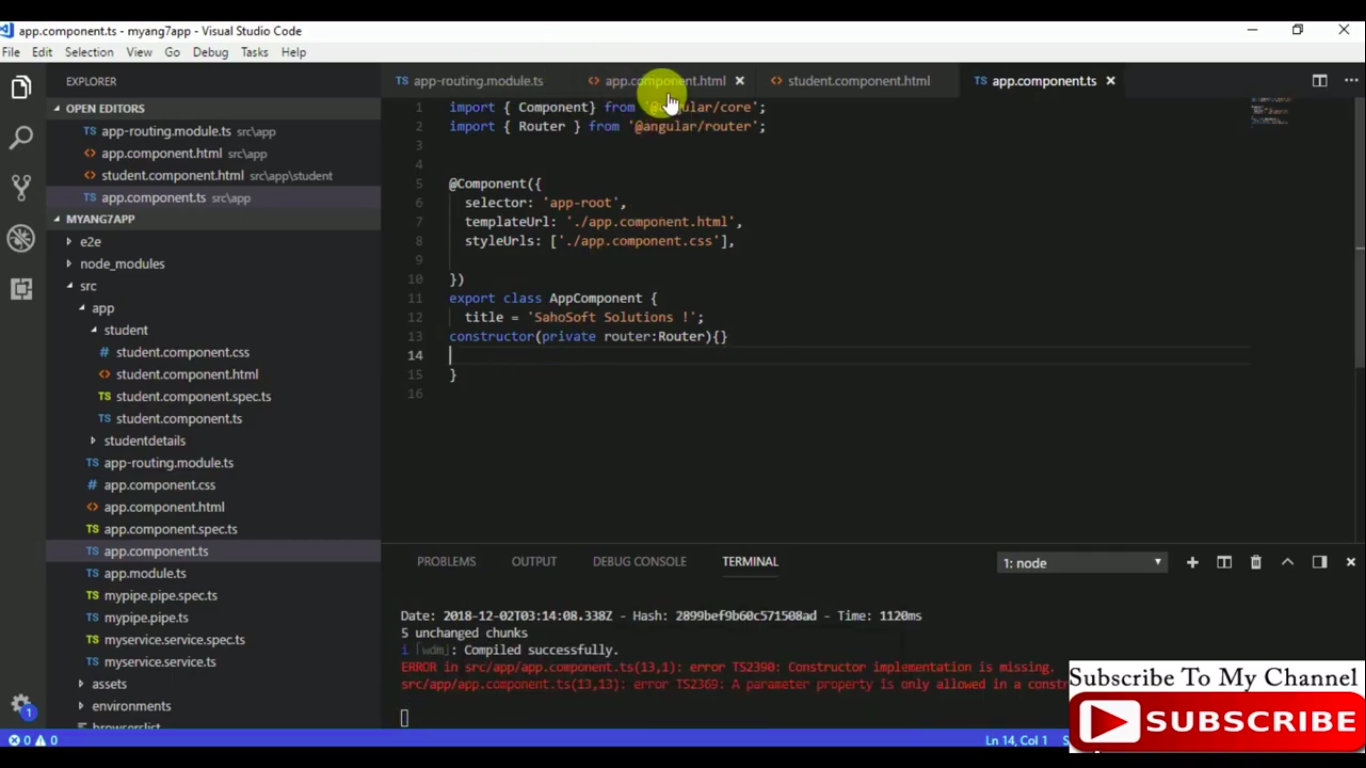 app.component.ts - myang7app - Visual Studio Code
File Edit Selection View Go Debug Tasks Help
EXPLORER
OPEN EDITORS
TS app-routing.module.ts src\app
<> app.component.html src\app
<> student.component.html src\app\student
TS app.component.ts src\app
MYANG7APP
e2e
node_modules
src
app
student
# student.component.css
<> student.component.html
TS student.component.spec.ts
TS student.component.ts
studentdetails
TS app-routing.module.ts
# app.component.css
<> app.component.html
TS app.component.spec.ts
TS app.component.ts
TS app.module.ts
TS mypipe.pipe.spec.ts
TS mypipe.pipe.ts
TS myservice.service.spec.ts
TS myservice.service.ts
assets
environments
browserslist
TS app-routing.module.ts <> app.component.html <> student.component.html TS app.component.ts
1 import { Component} from '@angular/core';
2 import { Router } from '@angular/router';
3
4
5 @Component({
6 selector: 'app-root',
7 templateUrl: './app.component.html',
8 styleUrls: ['./app.component.css'],
9
10 })
11 export class AppComponent {
12 title = 'SahoSoft Solutions !';
13 constructor(private router:Router){}
14
15 }
16
PROBLEMS OUTPUT DEBUG CONSOLE TERMINAL 1: node
Date: 2018-12-02T03:14:08.338Z - Hash: 2899bef9b60c571508ad - Time: 1120ms
5 unchanged chunks
i ｢wdm｣: Compiled successfully.
ERROR in src/app/app.component.ts(13,1): error TS2390: Constructor implementation is missing.
src/app/app.component.ts(13,13): error TS2369: A parameter property is only allowed in a const
1
0 0 Ln 14, Col 1
Subscribe To My Channel
SUBSCRIBE